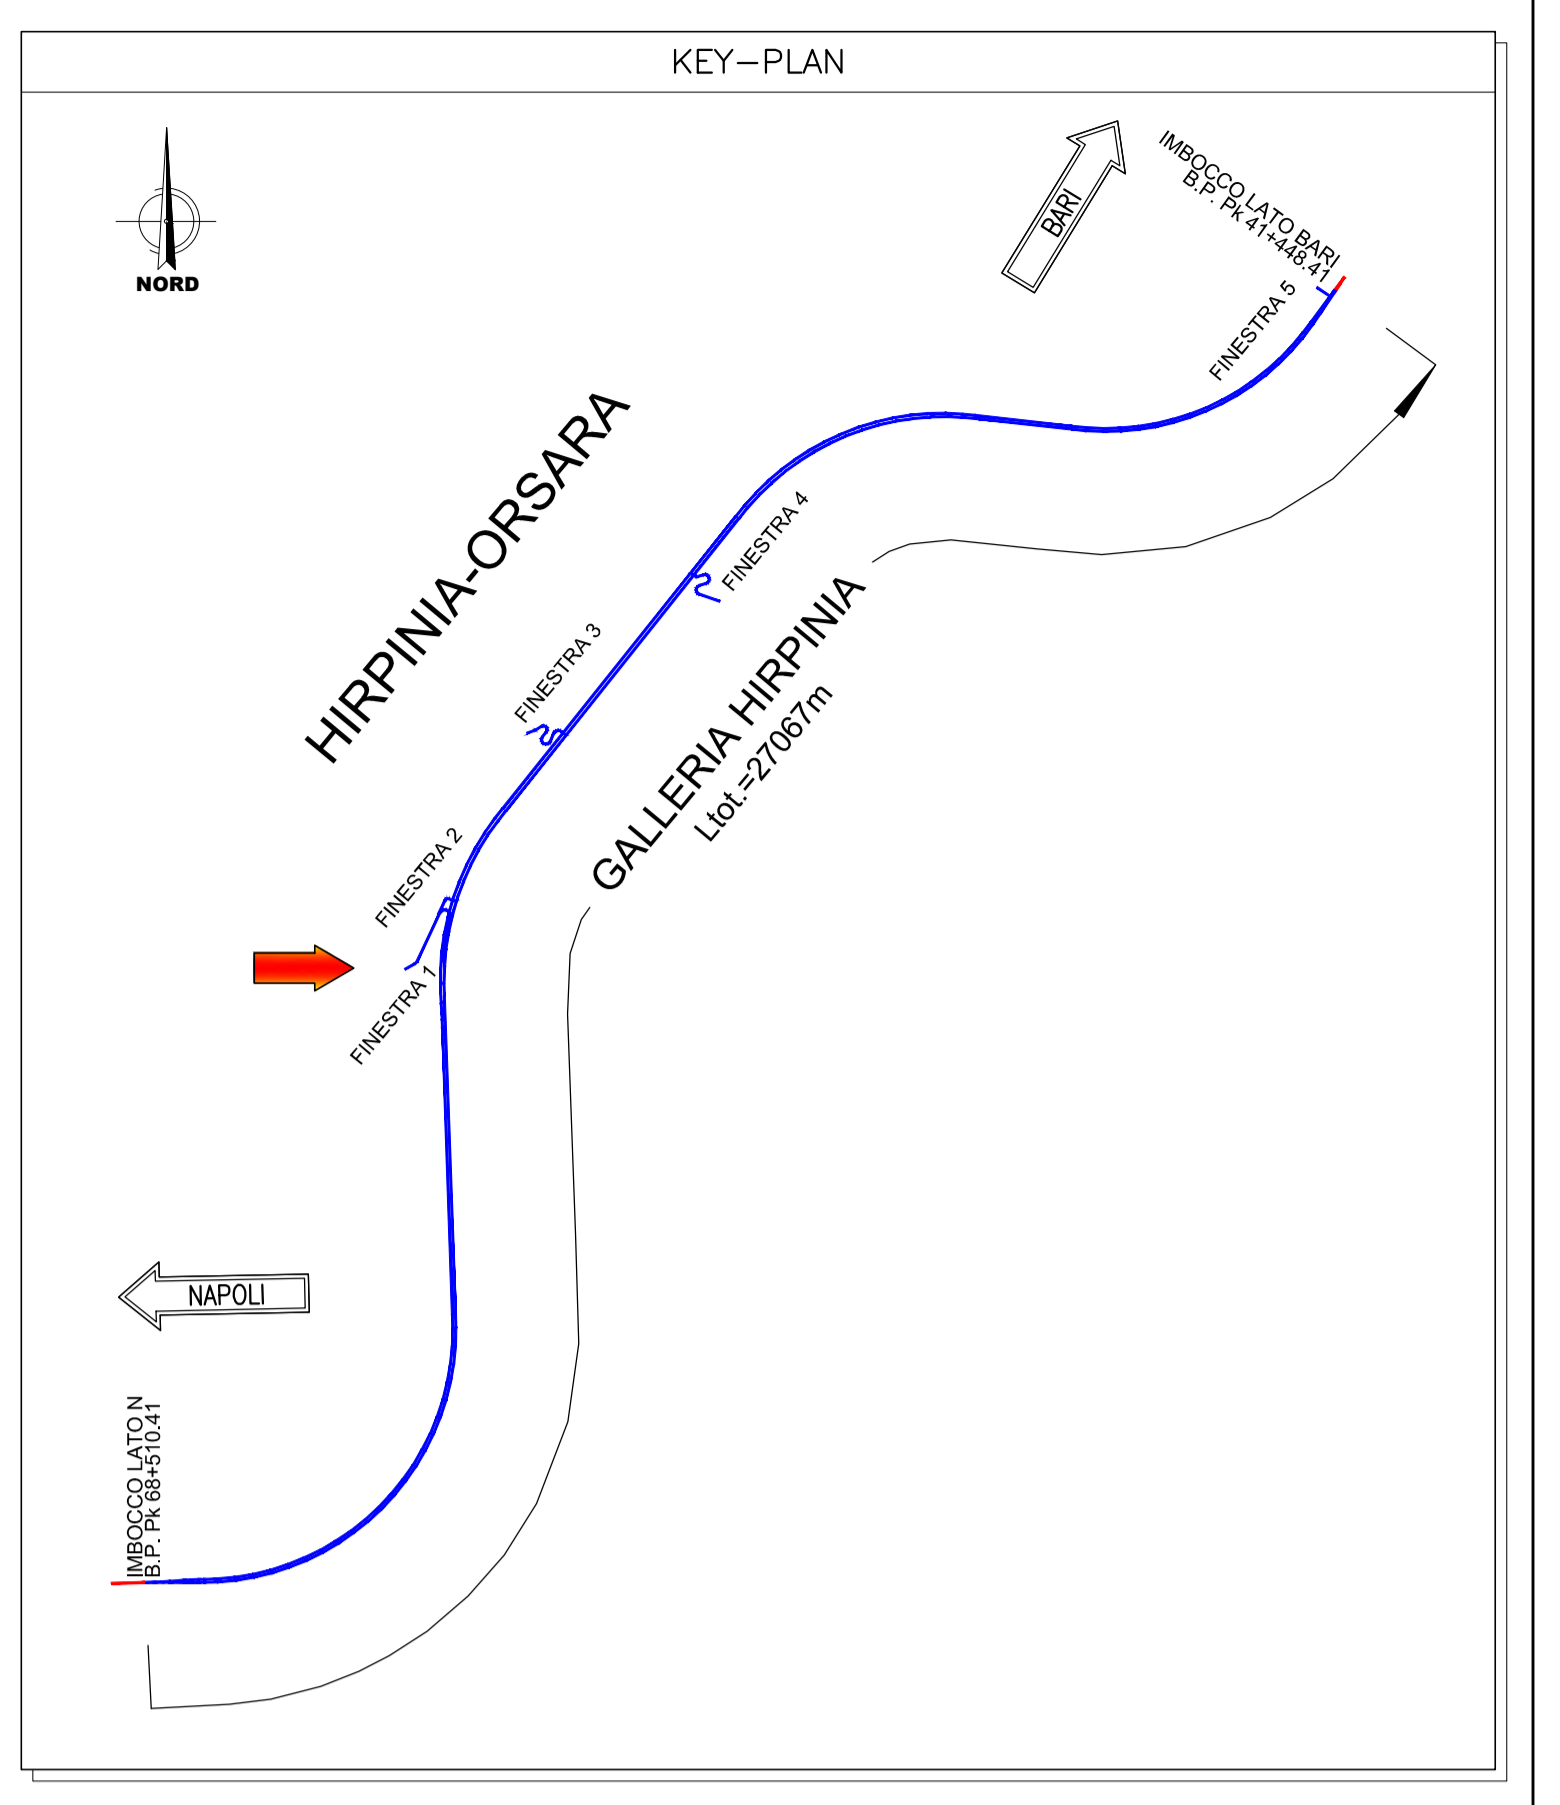 KEY-PLAN
NORD
BARI
IMBOCCO LATO BARI
B.P. Pk 41+448.41
FINESTRA 5
HIRPINIA-ORSARA
FINESTRA 4
FINESTRA 3
GALLERIA HIRPINIA
Ltot.=27067m
FINESTRA 2
FINESTRA 1
NAPOLI
IMBOCCO LATO N
B.P. Pk 68+510.41